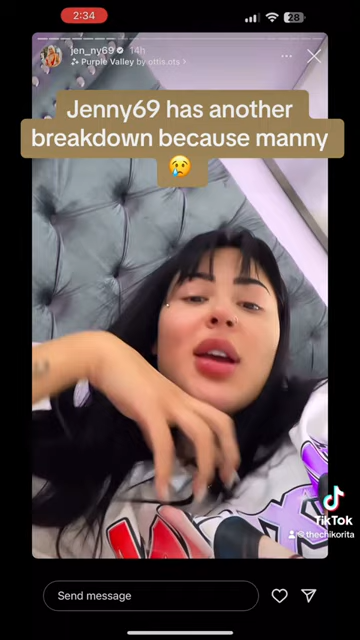 2:34
28
jen_ny69 14h
Purple Valley by ottis.ots >
Jenny69 has another
breakdown because manny
😢
TikTok
@thechikorita
Send message